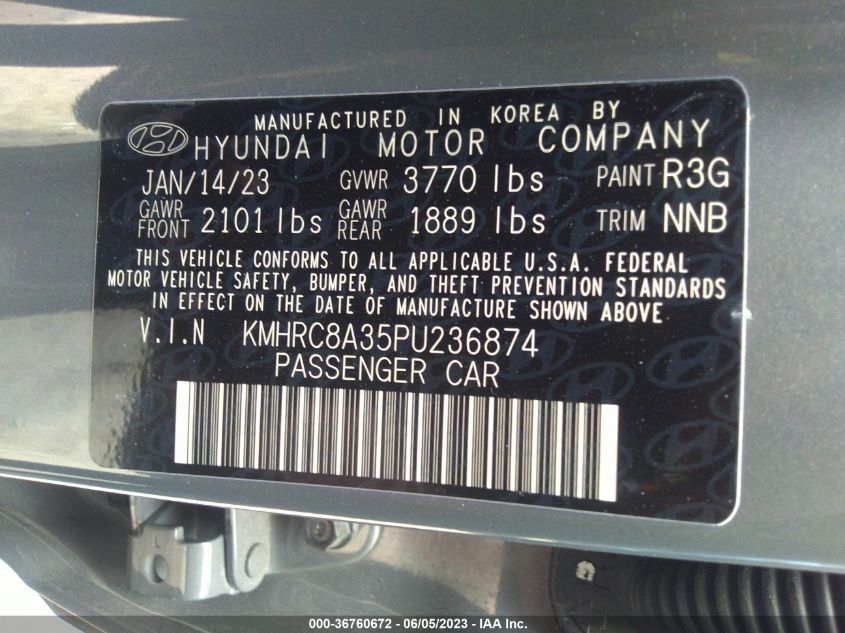 MANUFACTURED IN KOREA BY
HYUNDAI MOTOR COMPANY
JAN/14/23 GVWR 3770 lbs PAINT R3G
GAWR FRONT 2101 lbs GAWR REAR 1889 lbs TRIM NNB
THIS VEHICLE CONFORMS TO ALL APPLICABLE U.S.A. FEDERAL
MOTOR VEHICLE SAFETY, BUMPER, AND THEFT PREVENTION STANDARDS
IN EFFECT ON THE DATE OF MANUFACTURE SHOWN ABOVE.
V.I.N KMHRC8A35PU236874
PASSENGER CAR
000-36760672 - 06/05/2023 - IAA Inc.